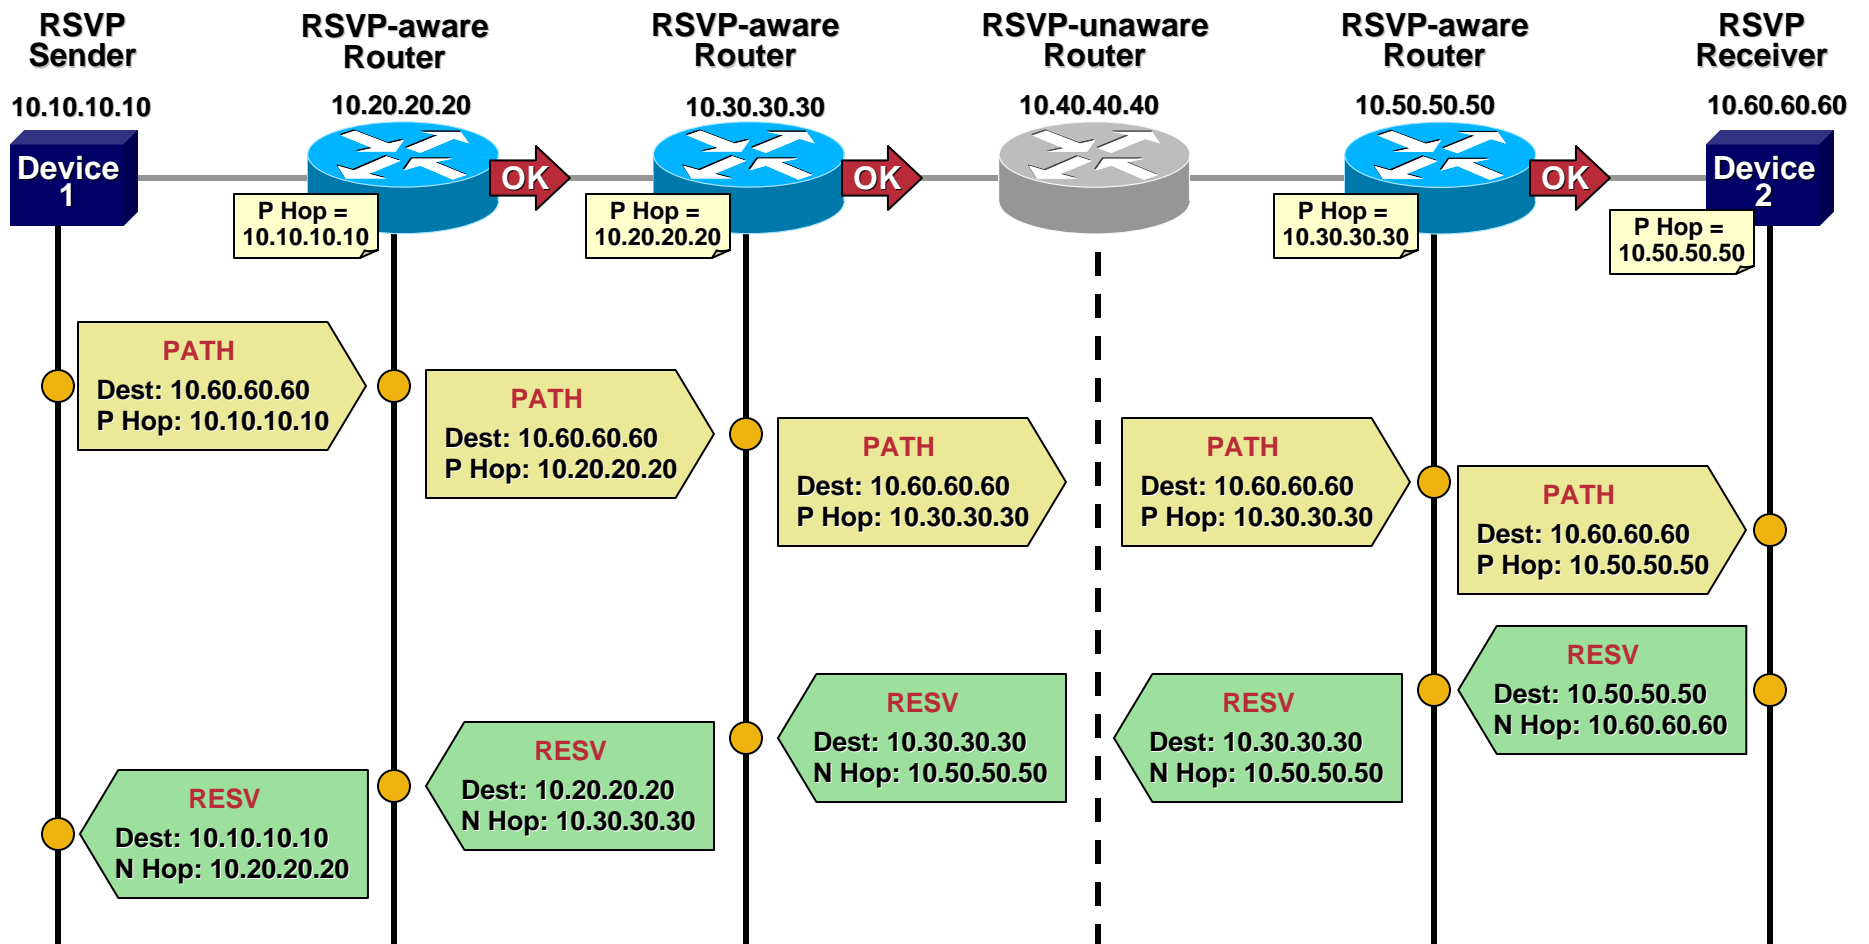 RSVP
Sender
10.10.10.10
RSVP-aware
Router
10.20.20.20
RSVP-aware
Router
10.30.30.30
RSVP-unaware
Router
10.40.40.40
RSVP-aware
Router
10.50.50.50
RSVP
Receiver
10.60.60.60
Device
1
OK
OK
OK
Device
2
P Hop =
10.10.10.10
P Hop =
10.20.20.20
P Hop =
10.30.30.30
P Hop =
10.50.50.50
PATH
Dest: 10.60.60.60
P Hop: 10.10.10.10
PATH
Dest: 10.60.60.60
P Hop: 10.20.20.20
PATH
Dest: 10.60.60.60
P Hop: 10.30.30.30
PATH
Dest: 10.60.60.60
P Hop: 10.30.30.30
PATH
Dest: 10.60.60.60
P Hop: 10.50.50.50
RESV
Dest: 10.50.50.50
N Hop: 10.60.60.60
RESV
Dest: 10.30.30.30
N Hop: 10.50.50.50
RESV
Dest: 10.30.30.30
N Hop: 10.50.50.50
RESV
Dest: 10.20.20.20
N Hop: 10.30.30.30
RESV
Dest: 10.10.10.10
N Hop: 10.20.20.20